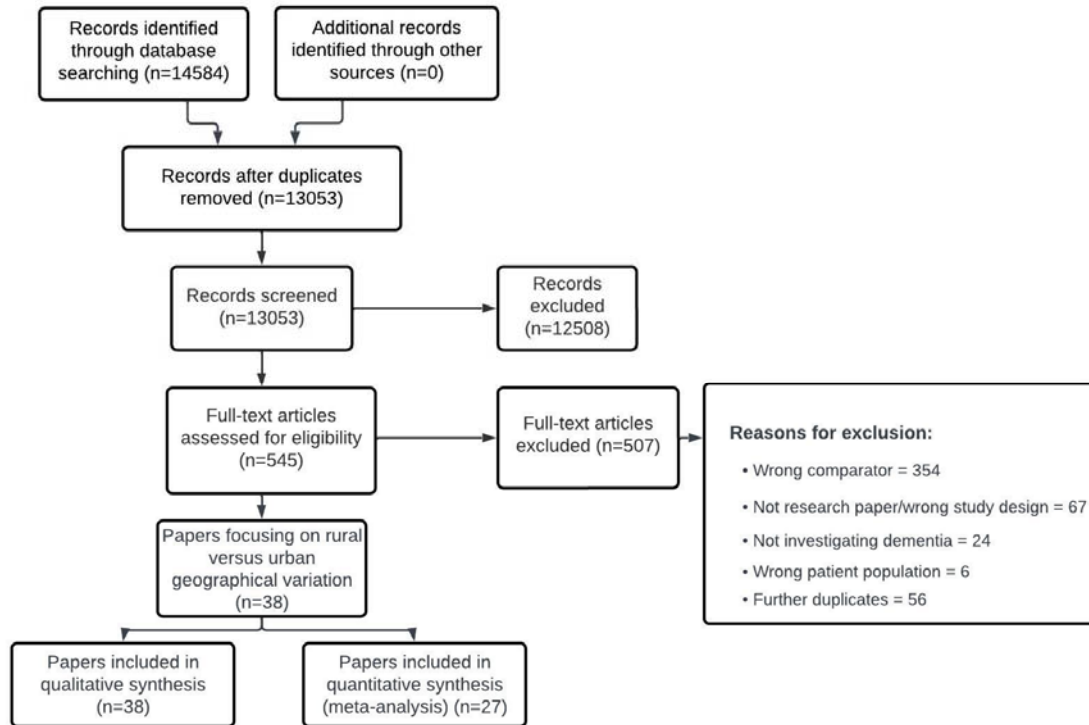 Records identified
through database
searching (n=14584)
Additional records
identified through other
sources (n=0)
Records after duplicates
removed (n=13053)
Records screened
(n=13053)
Records
excluded
(n=12508)
Full-text articles
assessed for eligibility
(n=545)
Full-text articles
excluded (n=507)
Reasons for exclusion:
• Wrong comparator = 354
• Not research paper/wrong study design = 67
• Not investigating dementia = 24
• Wrong patient population = 6
• Further duplicates = 56
Papers focusing on rural
versus urban
geographical variation
(n=38)
Papers included in
qualitative synthesis
(n=38)
Papers included in
quantitative synthesis
(meta-analysis) (n=27)